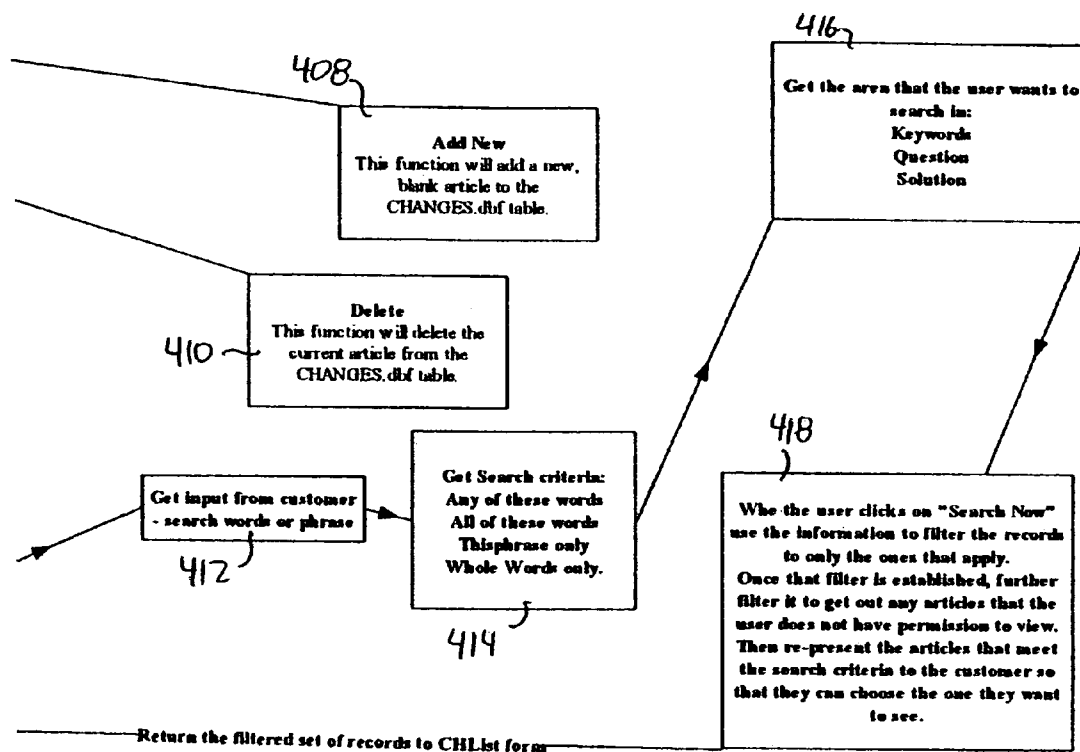 416
Get the area that the user wants to
search in:
Keywords
Question
Solution
408
Add New
This function will add a new,
blank article to the
CHANGES.dbf table.
Delete
This function will delete the
current article from the
CHANGES.dbf table.
410
Get input from customer
- search words or phrase
412
Get Search criteria:
Any of these words
All of these words
Thisphrase only
Whole Words only.
414
418
Whe the user clicks on "Search Now"
use the information to filter the records
to only the ones that apply.
Once that filter is established, further
filter it to get out any articles that the
user does not have permission to view.
Then re-present the articles that meet
the search criteria to the customer so
that they can choose the one they want
to see.
Return the filtered set of records to CHList form